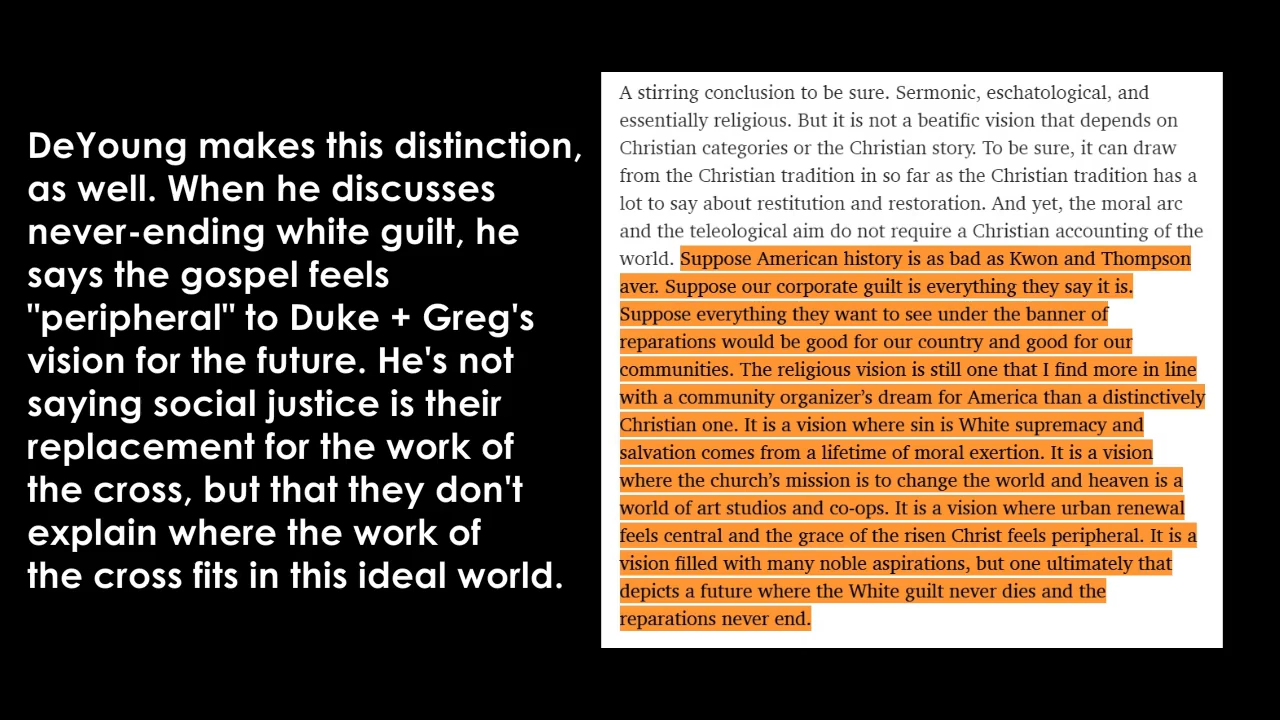 DeYoung makes this distinction,
as well. When he discusses
never-ending white guilt, he
says the gospel feels
"peripheral" to Duke + Greg's
vision for the future. He's not
saying social justice is their
replacement for the work of
the cross, but that they don't
explain where the work of
the cross fits in this ideal world.
A stirring conclusion to be sure. Sermonic, eschatological, and
essentially religious. But it is not a beatific vision that depends on
Christian categories or the Christian story. To be sure, it can draw
from the Christian tradition in so far as the Christian tradition has a
lot to say about restitution and restoration. And yet, the moral arc
and the teleological aim do not require a Christian accounting of the
world. Suppose American history is as bad as Kwon and Thompson
aver. Suppose our corporate guilt is everything they say it is.
Suppose everything they want to see under the banner of
reparations would be good for our country and good for our
communities. The religious vision is still one that I find more in line
with a community organizer’s dream for America than a distinctively
Christian one. It is a vision where sin is White supremacy and
salvation comes from a lifetime of moral exertion. It is a vision
where the church’s mission is to change the world and heaven is a
world of art studios and co-ops. It is a vision where urban renewal
feels central and the grace of the risen Christ feels peripheral. It is a
vision filled with many noble aspirations, but one ultimately that
depicts a future where the White guilt never dies and the
reparations never end.